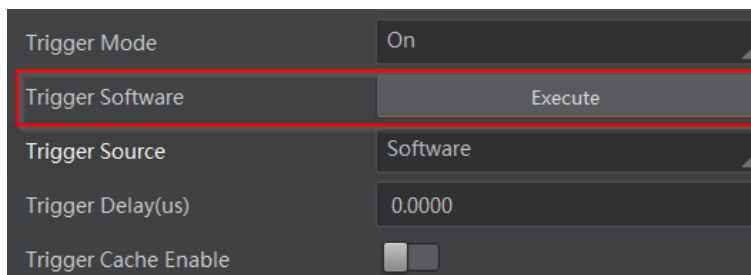 Trigger Mode On
Trigger Software Execute
Trigger Source Software
Trigger Delay(us) 0.0000
Trigger Cache Enable